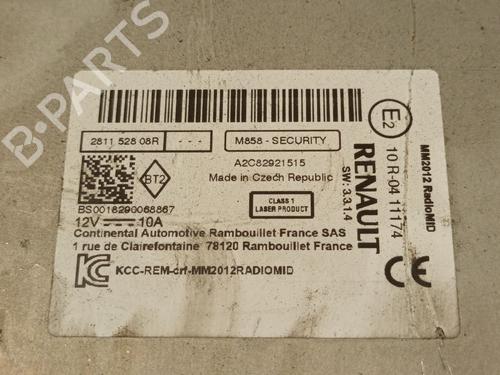 2811 528 08R
- - -
M858 - SECURITY
BT2
A2C82921515
Made in Czech Republic
CLASS 1
LASER PRODUCT
BS0018290068867
12V 10A
Continental Automotive Rambouillet France SAS
1 rue de Clairefontaine 78120 Rambouillet France
KC
KCC-REM-crf-MM2012RADIOMID
RENAULT
SW: 3.3.1.4
E2
10 R-04 11174
MM2012 RadioMID
CE
B-PARTS